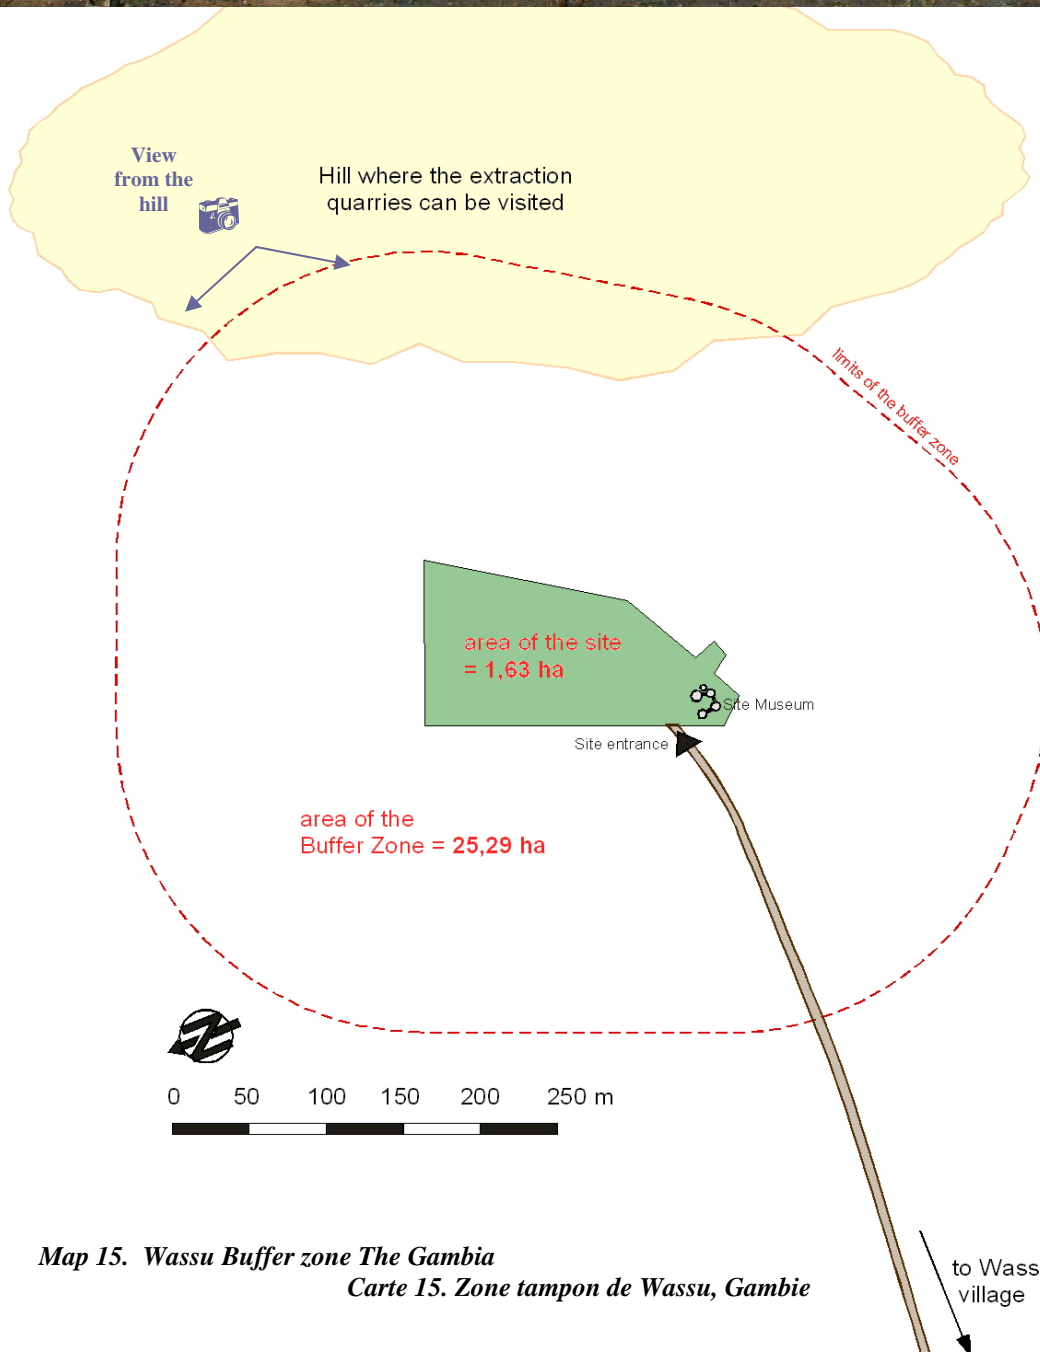 View
from the
hill
Hill where the extraction
quarries can be visited
limits of the buffer zone
area of the site
= 1,63 ha
Site Museum
Site entrance
area of the
Buffer Zone = 25,29 ha
N
0 50 100 150 200 250 m
Map 15. Wassu Buffer zone The Gambia
Carte 15. Zone tampon de Wassu, Gambie
to Wass
village